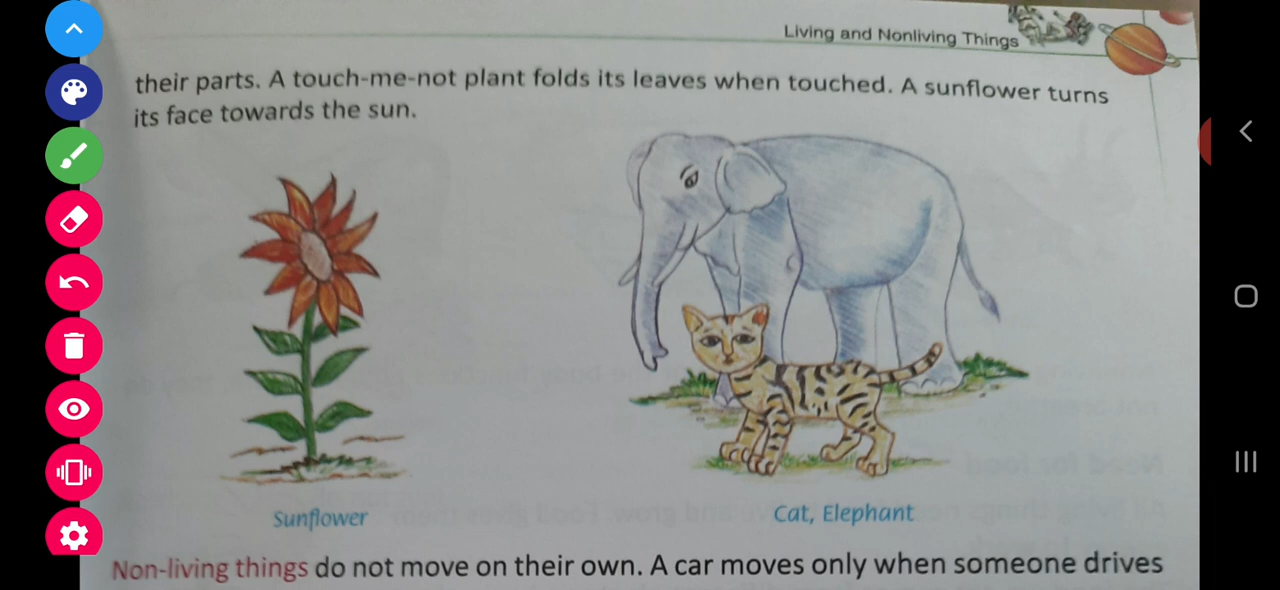 Living and Nonliving Things
their parts. A touch-me-not plant folds its leaves when touched. A sunflower turns
its face towards the sun.
Sunflower
Cat, Elephant
Non-living things do not move on their own. A car moves only when someone drives